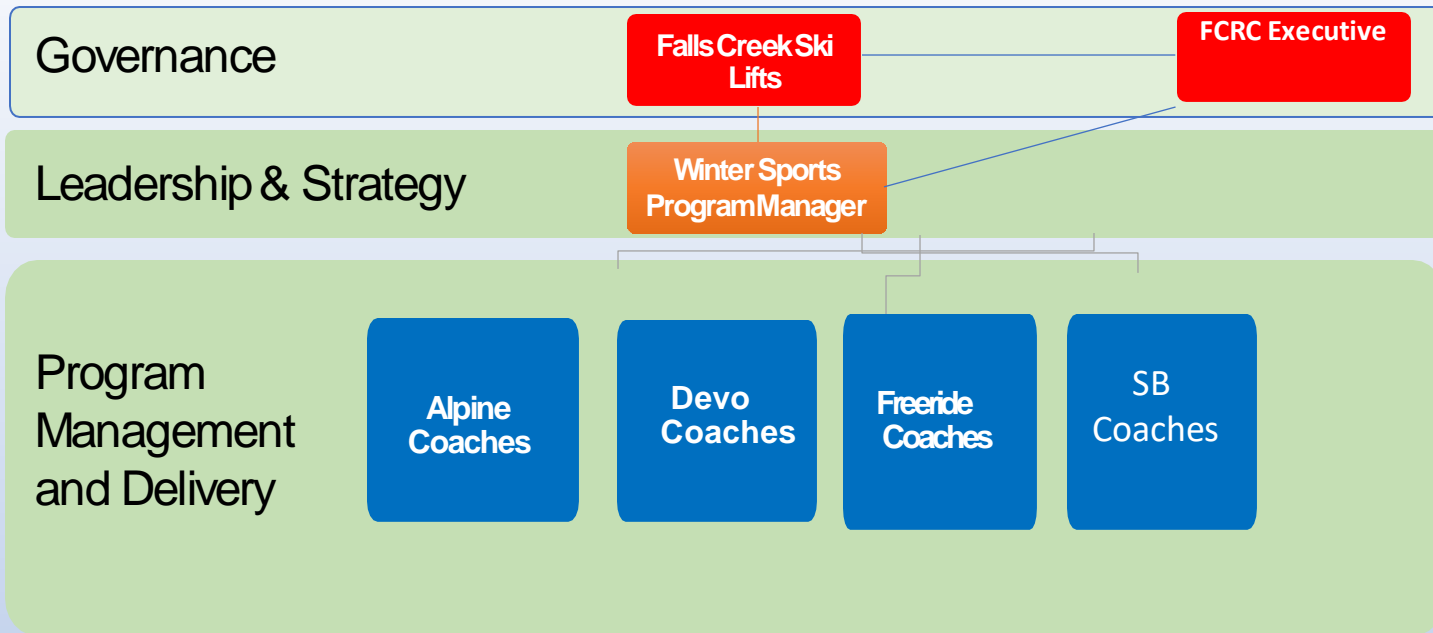 Governance
Falls Creek Ski
Lifts
FCRC Executive
Leadership & Strategy
Winter Sports
Program Manager
Program
Management
and Delivery
Alpine
Coaches
Devo
Coaches
Freeride
Coaches
SB
Coaches